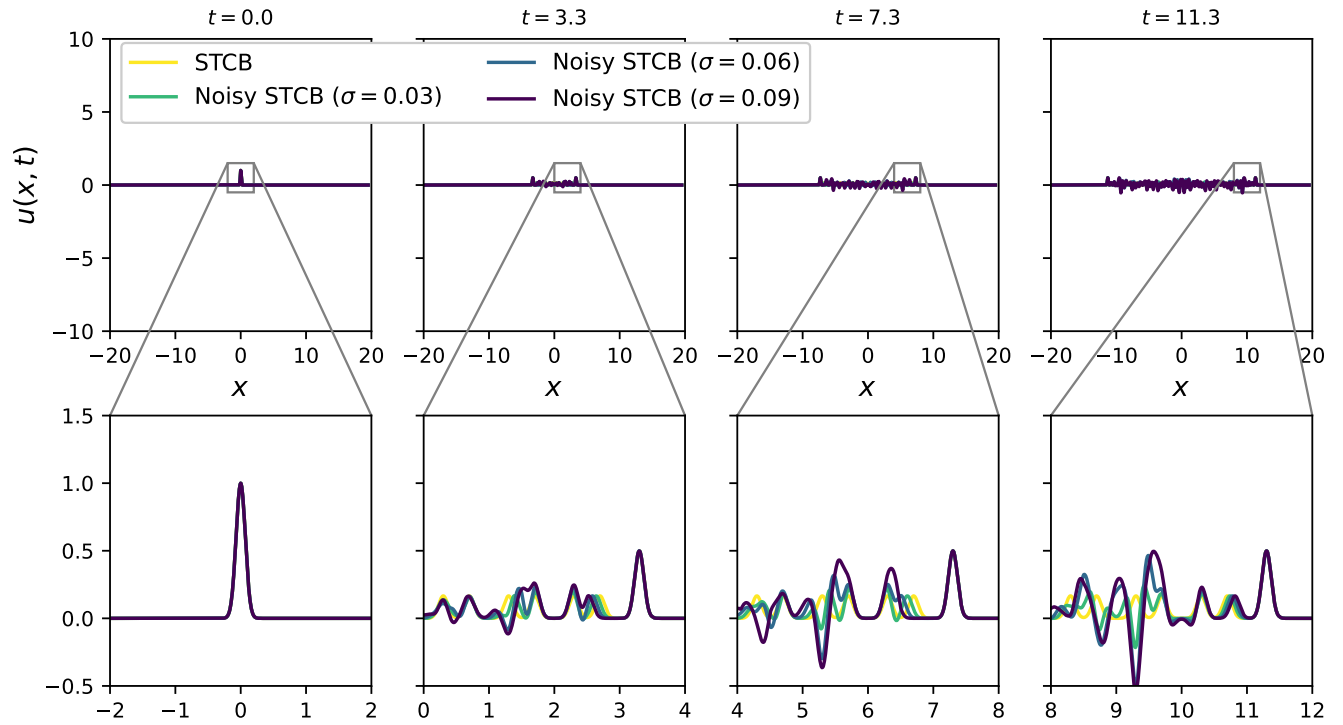 t = 0.0 t = 3.3 t = 7.3 t = 11.3
10
5
0
−5
−10
u(x, t)
STCB
Noisy STCB (σ = 0.03)
Noisy STCB (σ = 0.06)
Noisy STCB (σ = 0.09)
−20 −10 0 10 20 −20 −10 0 10 20 −20 −10 0 10 20 −20 −10 0 10 20
x x x x
1.5
1.0
0.5
0.0
−0.5
−2 −1 0 1 2 0 1 2 3 4 4 5 6 7 8 8 9 10 11 12